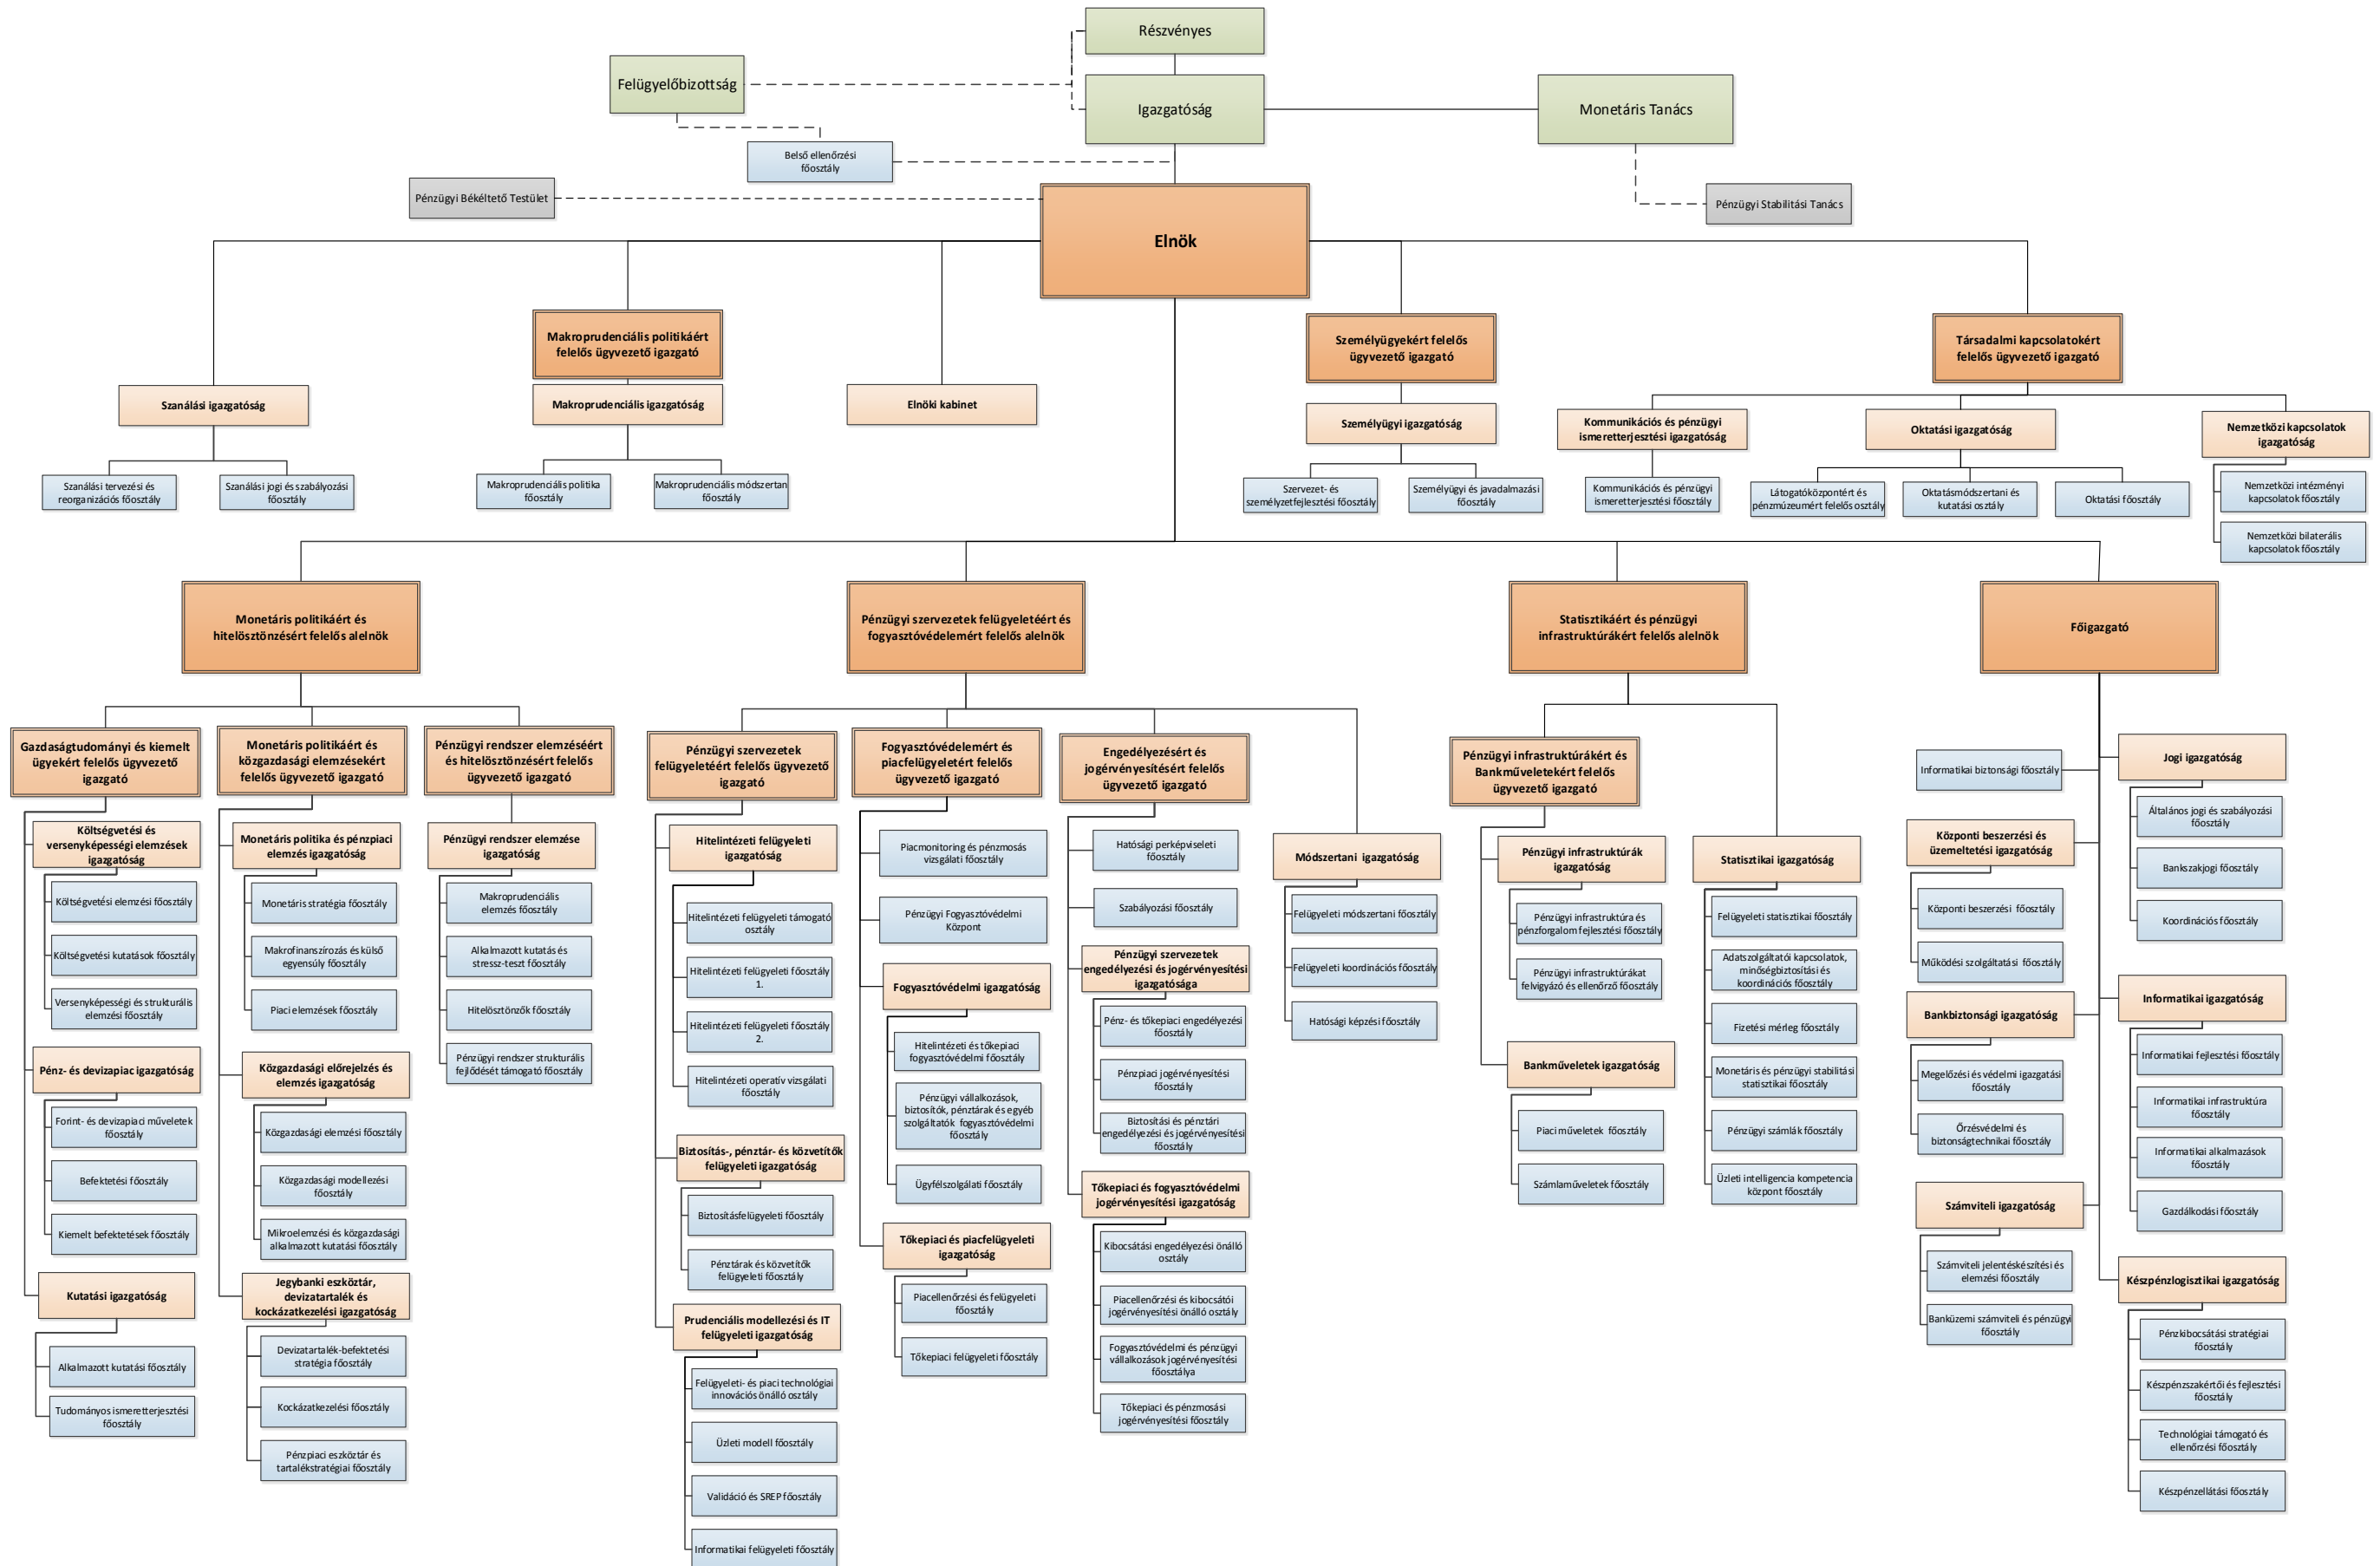 Részvényes
Felügyelőbizottság
Igazgatóság
Monetáris Tanács
Belső ellenőrzési
főosztály
Pénzügyi Békéltető Testület
Pénzügyi Stabilitási Tanács
Elnök
Makroprudenciális politikáért
felelős ügyvezető igazgató
Személyügyekért felelős
ügyvezető igazgató
Társadalmi kapcsolatokért
felelős ügyvezető igazgató
Szanálási igazgatóság
Makroprudenciális igazgatóság
Elnöki kabinet
Személyügyi igazgatóság
Kommunikációs és pénzügyi
ismeretterjesztési igazgatóság
Oktatási igazgatóság
Nemzetközi kapcsolatok
igazgatóság
Szanálási tervezési és
reorganizációs főosztály
Szanálási jogi és szabályozási
főosztály
Makroprudenciális politika
főosztály
Makroprudenciális módszertan
főosztály
Szervezet- és
személyzetfejlesztési főosztály
Személyügyi és javadalmazási
főosztály
Kommunikációs és pénzügyi
ismeretterjesztési főosztály
Látogatóközpontért és
pénzmúzeumért felelős osztály
Oktatásmódszertani és
kutatási osztály
Oktatási főosztály
Nemzetközi intézményi
kapcsolatok főosztály
Nemzetközi bilaterális
kapcsolatok főosztály
Monetáris politikáért és
hitelösztönzésért felelős alelnök
Pénzügyi szervezetek felügyeletéért és
fogyasztóvédelemért felelős alelnök
Statisztikáért és pénzügyi
infrastruktúrákért felelős alelnök
Főigazgató
Gazdaságtudományi és kiemelt
ügyekért felelős ügyvezető
igazgató
Költségvetési és
versenyképességi elemzések
igazgatóság
Költségvetési elemzési főosztály
Költségvetési kutatások főosztály
Versenyképességi és strukturális
elemzési főosztály
Pénz- és devizapiac igazgatóság
Forint- és devizapiaci műveletek
főosztály
Befektetési főosztály
Kiemelt befektetések főosztály
Kutatási igazgatóság
Alkalmazott kutatási főosztály
Tudományos ismeretterjesztési
főosztály
Monetáris politikáért és
közgazdasági elemzésekért
felelős ügyvezető igazgató
Monetáris politika és pénzpiaci
elemzés igazgatóság
Monetáris stratégia főosztály
Makrofinanszírozás és külső
egyensúly főosztály
Piaci elemzések főosztály
Közgazdasági előrejelzés és
elemzés igazgatóság
Közgazdasági elemzési főosztály
Közgazdasági modellezési
főosztály
Mikroelemzési és közgazdasági
alkalmazott kutatási főosztály
Jegybanki eszköztár,
devizatartalék és
kockázatkezelési igazgatóság
Devizatartalék-befektetési
stratégia főosztály
Kockázatkezelési főosztály
Pénzpiaci eszköztár és
tartalékstratégiai főosztály
Pénzügyi rendszer elemzéséért
és hitelösztönzésért felelős
ügyvezető igazgató
Pénzügyi rendszer elemzése
igazgatóság
Makroprudenciális
elemzés főosztály
Alkalmazott kutatás és
stressz-teszt főosztály
Hitelösztönzők főosztály
Pénzügyi rendszer strukturális
fejlődését támogató főosztály
Pénzügyi szervezetek
felügyeletéért felelős ügyvezető
igazgató
Hitelintézeti felügyeleti
igazgatóság
Hitelintézeti felügyeleti támogató
osztály
Hitelintézeti felügyeleti főosztály
1.
Hitelintézeti felügyeleti főosztály
2.
Hitelintézeti operatív vizsgálati
főosztály
Biztosítás-, pénztár- és közvetítők
felügyeleti igazgatóság
Biztosításfelügyeleti főosztály
Pénztárak és közvetítők
felügyeleti főosztály
Prudenciális modellezési és IT
felügyeleti igazgatóság
Felügyeleti- és piaci technológiai
innovációs önálló osztály
Üzleti modell főosztály
Validáció és SREP főosztály
Informatikai felügyeleti főosztály
Fogyasztóvédelemért és
piacfelügyeletért felelős
ügyvezető igazgató
Piacmonitoring és pénzmosás
vizsgálati főosztály
Pénzügyi Fogyasztóvédelmi
Központ
Fogyasztóvédelmi igazgatóság
Hitelintézeti és tőkepiaci
fogyasztóvédelmi főosztály
Pénzügyi vállalkozások,
biztosítók, pénztárak és egyéb
szolgáltatók fogyasztóvédelmi
főosztály
Ügyfélszolgálati főosztály
Tőkepiaci és piacfelügyeleti
igazgatóság
Piacellenőrzési és felügyeleti
főosztály
Tőkepiaci felügyeleti főosztály
Engedélyezésért és
jogérvényesítésért felelős
ügyvezető igazgató
Hatósági perképviseleti
főosztály
Szabályozási főosztály
Pénzügyi szervezetek
engedélyezési és jogérvényesítési
igazgatósága
Pénz- és tőkepiaci engedélyezési
főosztály
Pénzpiaci jogérvényesítési
főosztály
Biztosítási és pénztári
engedélyezési és jogérvényesítési
főosztály
Tőkepiaci és fogyasztóvédelmi
jogérvényesítési igazgatóság
Kibocsátási engedélyezési önálló
osztály
Piacellenőrzési és kibocsátói
jogérvényesítési önálló osztály
Fogyasztóvédelmi és pénzügyi
vállalkozások jogérvényesítési
főosztálya
Tőkepiaci és pénzmosási
jogérvényesítési főosztály
Módszertani igazgatóság
Felügyeleti módszertani főosztály
Felügyeleti koordinációs főosztály
Hatósági képzési főosztály
Pénzügyi infrastruktúrákért és
Bankműveletekért felelős
ügyvezető igazgató
Pénzügyi infrastruktúrák
igazgatóság
Pénzügyi infrastruktúra és
pénzforgalom fejlesztési főosztály
Pénzügyi infrastruktúrákat
felvigyázó és ellenőrző főosztály
Bankműveletek igazgatóság
Piaci műveletek főosztály
Számlaműveletek főosztály
Statisztikai igazgatóság
Felügyeleti statisztikai főosztály
Adatszolgáltatói kapcsolatok,
minőségbiztosítási és
koordinációs főosztály
Fizetési mérleg főosztály
Monetáris és pénzügyi stabilitási
statisztikai főosztály
Pénzügyi számlák főosztály
Üzleti intelligencia kompetencia
központ főosztály
Informatikai biztonsági főosztály
Központi beszerzési és
üzemeltetési igazgatóság
Központi beszerzési főosztály
Működési szolgáltatási főosztály
Bankbiztonsági igazgatóság
Megelőzési és védelmi igazgatási
főosztály
Őrzésvédelmi és
biztonságtechnikai főosztály
Számviteli igazgatóság
Számviteli jelentéskészítési és
elemzési főosztály
Banküzemi számviteli és pénzügyi
főosztály
Jogi igazgatóság
Általános jogi és szabályozási
főosztály
Bankszakjogi főosztály
Koordinációs főosztály
Informatikai igazgatóság
Informatikai fejlesztési főosztály
Informatikai infrastruktúra
főosztály
Informatikai alkalmazások
főosztály
Gazdálkodási főosztály
Készpénzlogisztikai igazgatóság
Pénzkibocsátási stratégiai
főosztály
Készpénzszakértői és fejlesztési
főosztály
Technológiai támogató és
ellenőrzési főosztály
Készpénzellátási főosztály